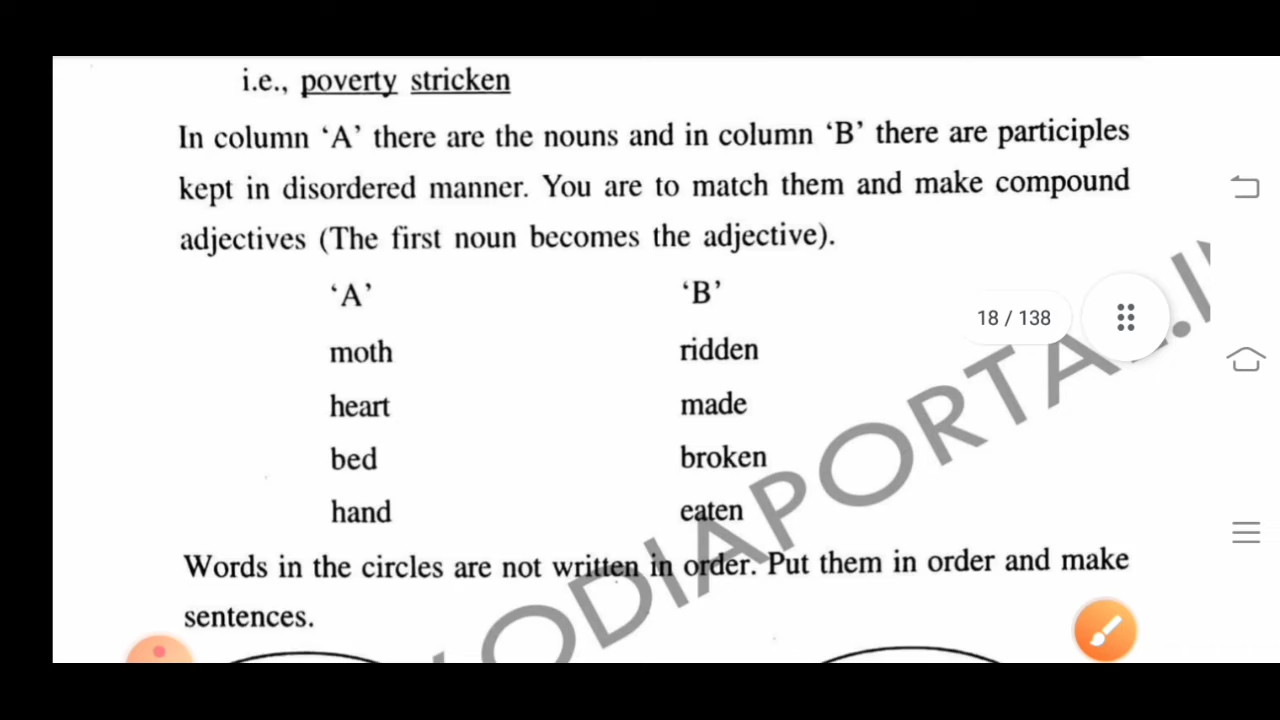 i.e., poverty stricken
In column ‘A’ there are the nouns and in column ‘B’ there are participles
kept in disordered manner. You are to match them and make compound
adjectives (The first noun becomes the adjective).
‘A’ ‘B’
moth ridden
heart made
bed broken
hand eaten
Words in the circles are not written in order. Put them in order and make
sentences.
18 / 138
ODIAPORTAL.IN